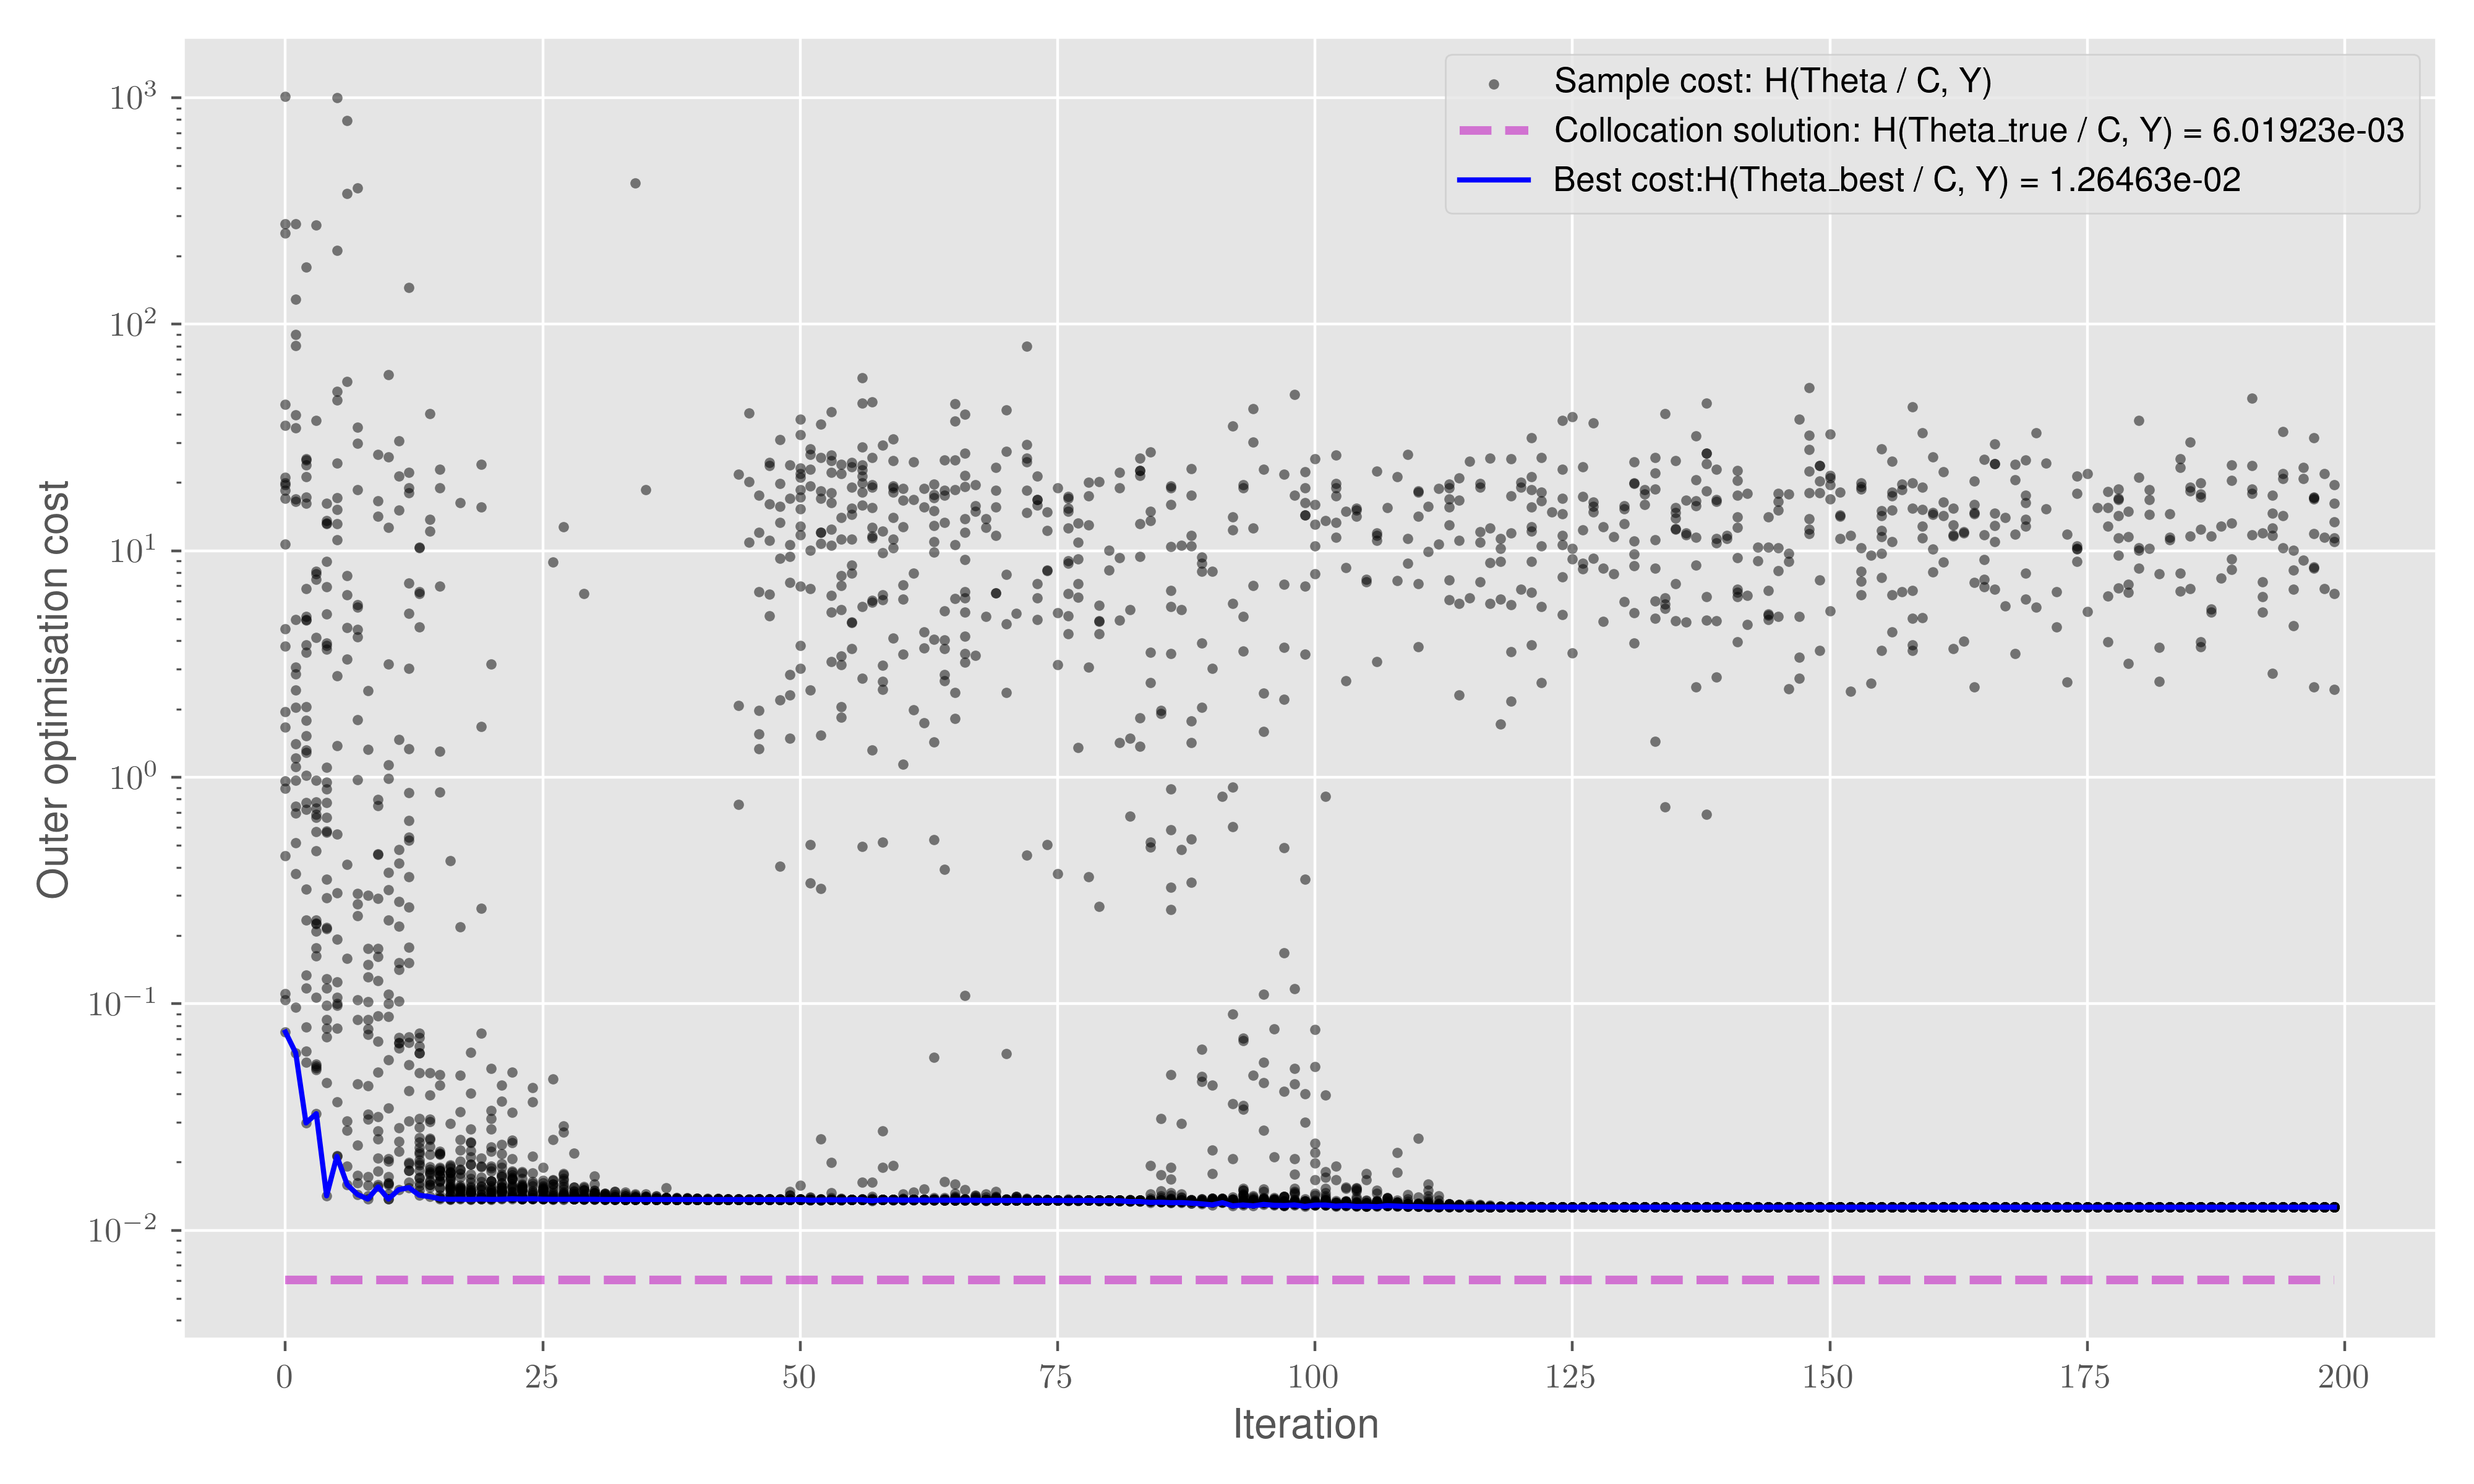 Sample cost: H(Theta / C, Y)
Collocation solution: H(Theta_true / C, Y) = 6.01923e-03
Best cost:H(Theta_best / C, Y) = 1.26463e-02
Outer optimisation cost
10^3
10^2
10^1
10^0
10^−1
10^−2
0 25 50 75 100 125 150 175 200
Iteration